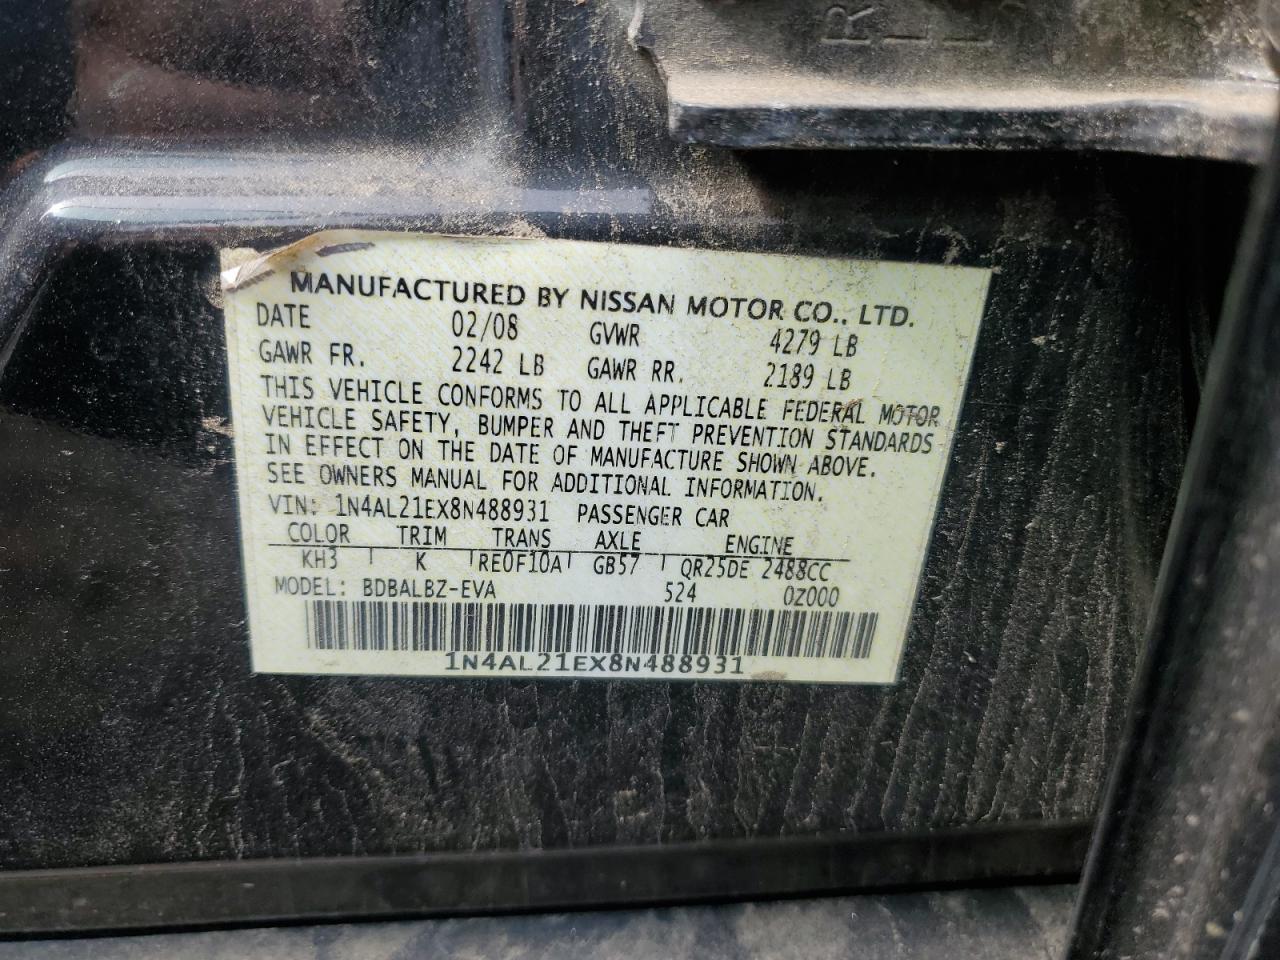 MANUFACTURED BY NISSAN MOTOR CO., LTD.
DATE 02/08 GVWR 4279 LB
GAWR FR. 2242 LB GAWR RR. 2189 LB
THIS VEHICLE CONFORMS TO ALL APPLICABLE FEDERAL MOTOR
VEHICLE SAFETY, BUMPER AND THEFT PREVENTION STANDARDS
IN EFFECT ON THE DATE OF MANUFACTURE SHOWN ABOVE.
SEE OWNERS MANUAL FOR ADDITIONAL INFORMATION.
VIN: 1N4AL21EX8N488931 PASSENGER CAR
COLOR TRIM TRANS AXLE ENGINE
KH3 K RE0F10A GB57 QR25DE 2488CC
MODEL: BDBALBZ-EVA 524 0Z000
1N4AL21EX8N488931